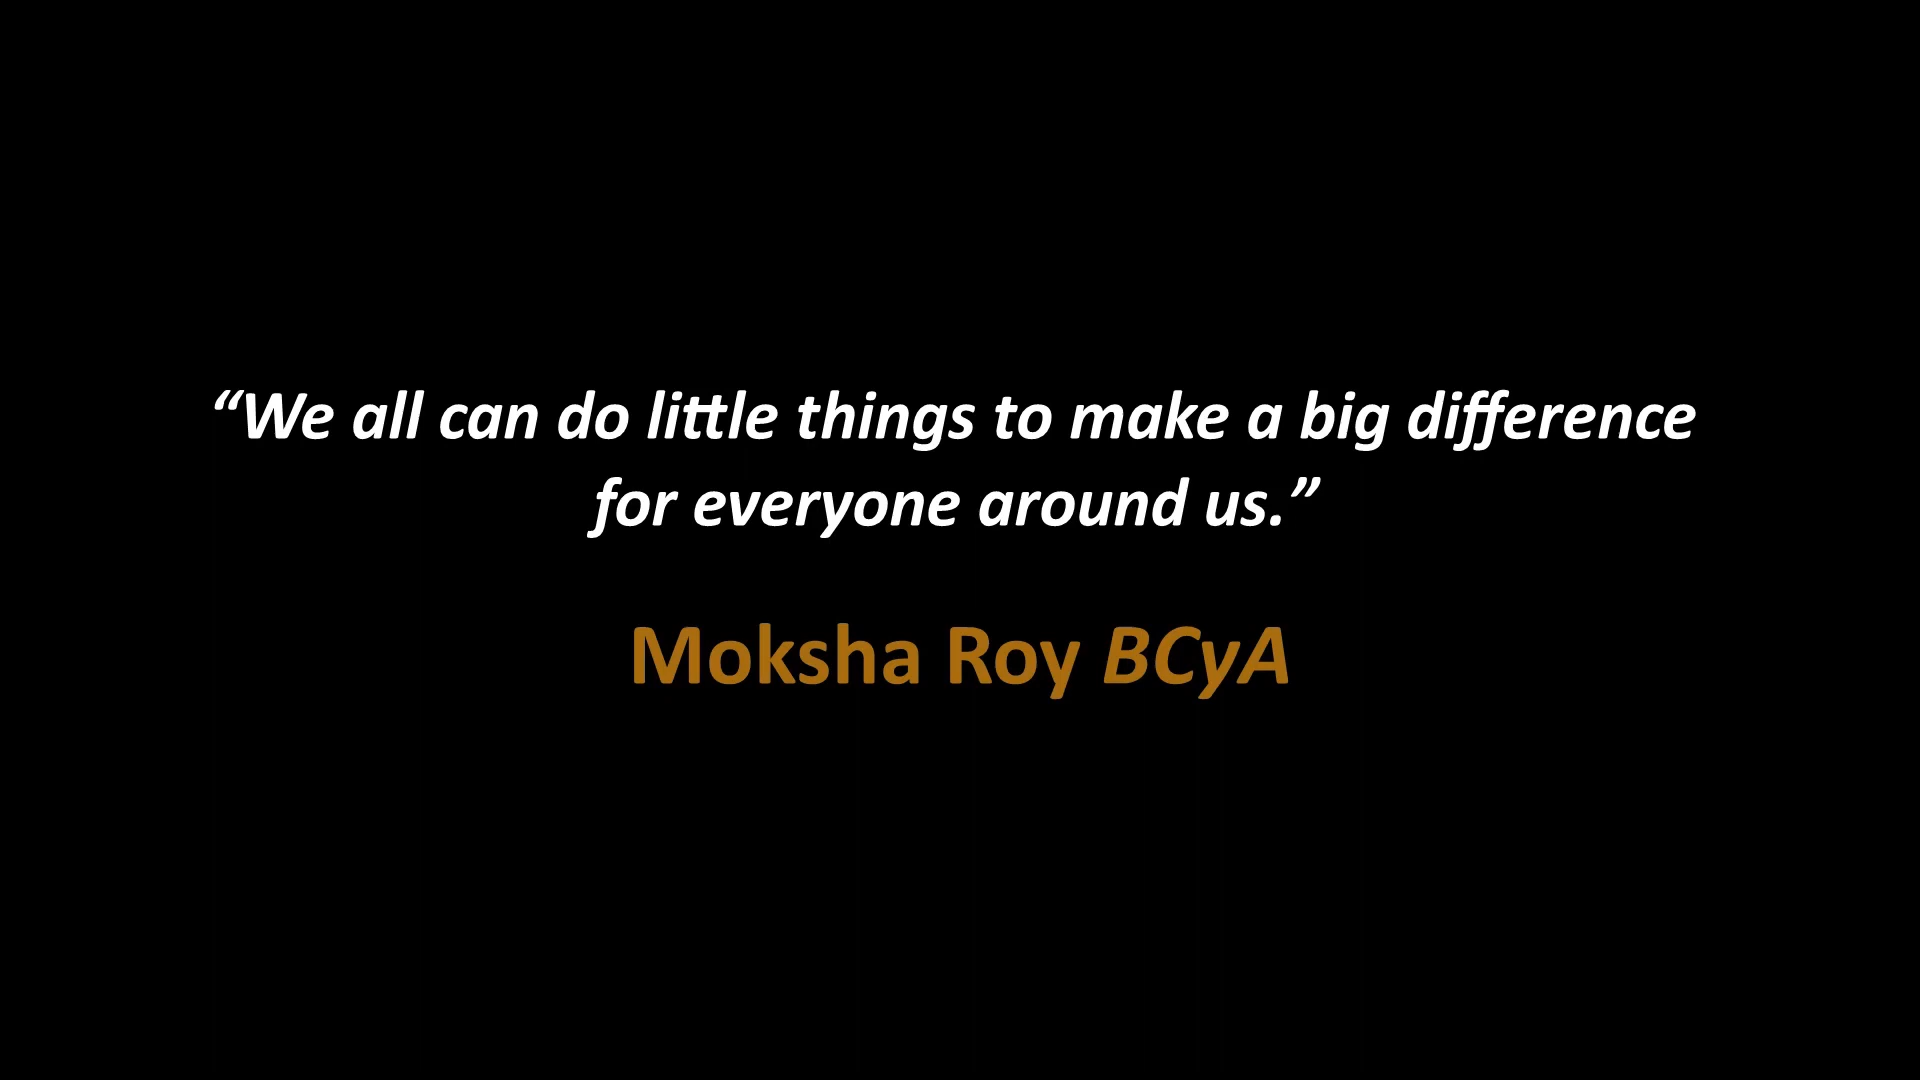 “We all can do little things to make a big difference
for everyone around us.”
Moksha Roy BCyA